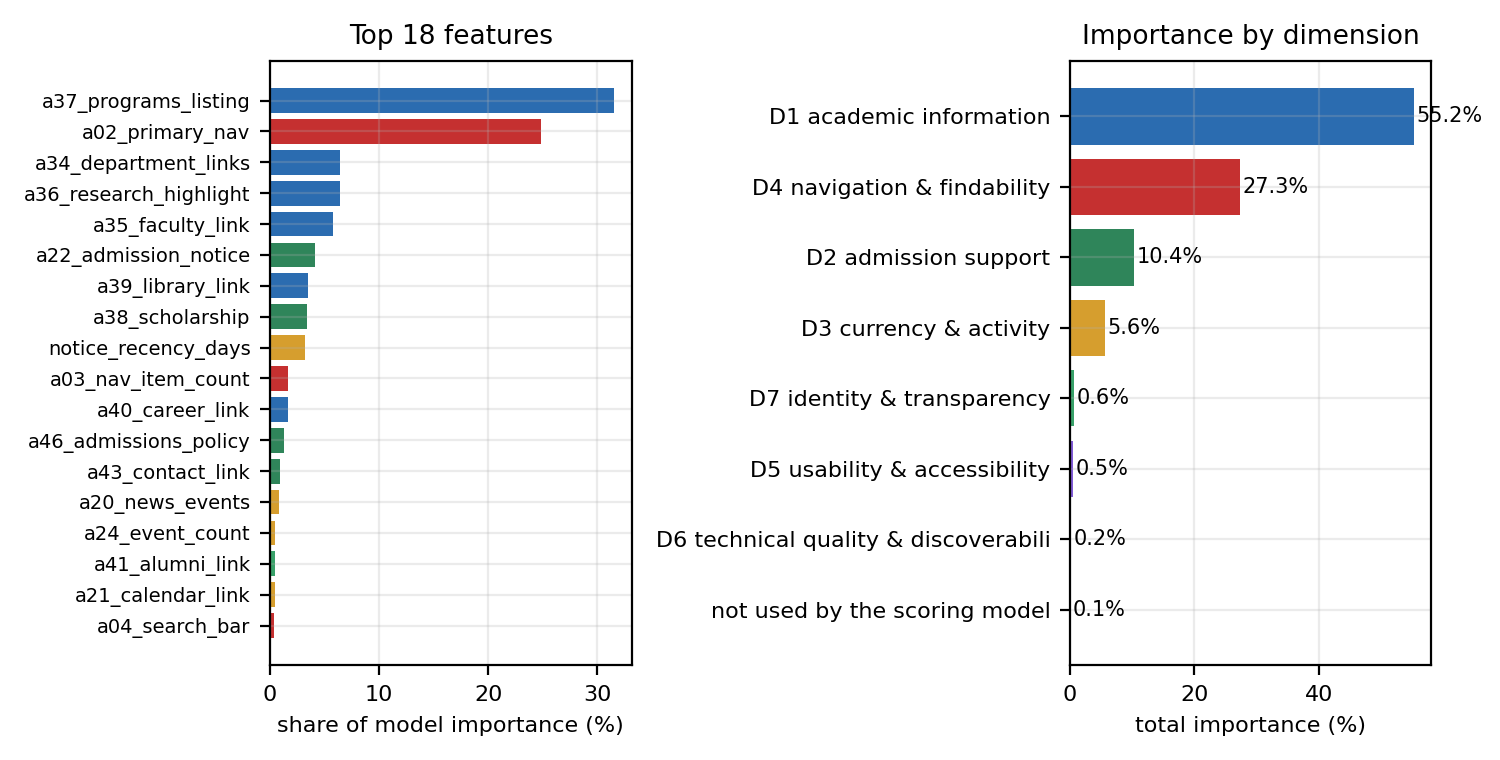 Top 18 features
a37_programs_listing
a02_primary_nav
a34_department_links
a36_research_highlight
a35_faculty_link
a22_admission_notice
a39_library_link
a38_scholarship
notice_recency_days
a03_nav_item_count
a40_career_link
a46_admissions_policy
a43_contact_link
a20_news_events
a24_event_count
a41_alumni_link
a21_calendar_link
a04_search_bar
0 10 20 30
share of model importance (%)
Importance by dimension
D1 academic information 55.2%
D4 navigation & findability 27.3%
D2 admission support 10.4%
D3 currency & activity 5.6%
D7 identity & transparency 0.6%
D5 usability & accessibility 0.5%
D6 technical quality & discoverabili 0.2%
not used by the scoring model 0.1%
0 20 40
total importance (%)